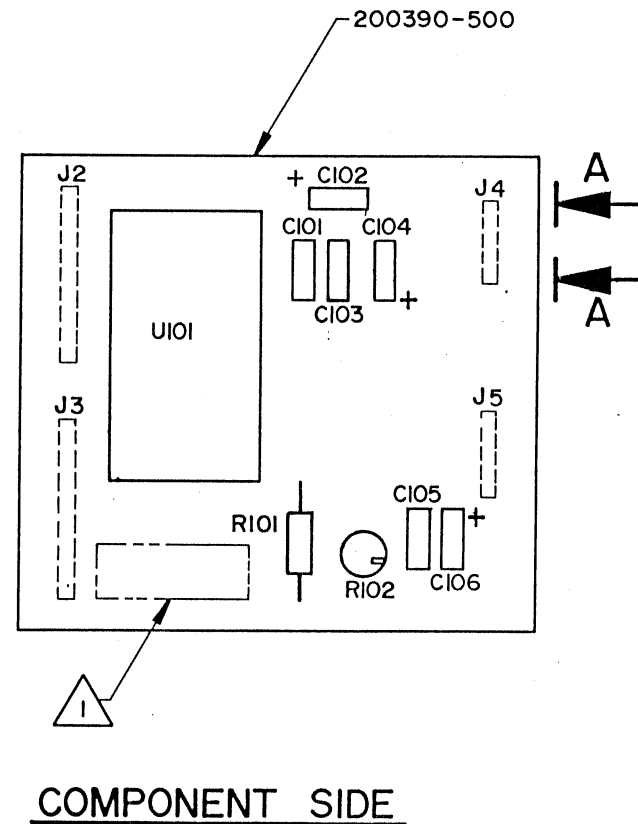 200390-500
J2
+
C102
J4
A
C101
C104
U101
C103
+
A
J3
J5
C105
+
R101
R102
C106
1
COMPONENT SIDE